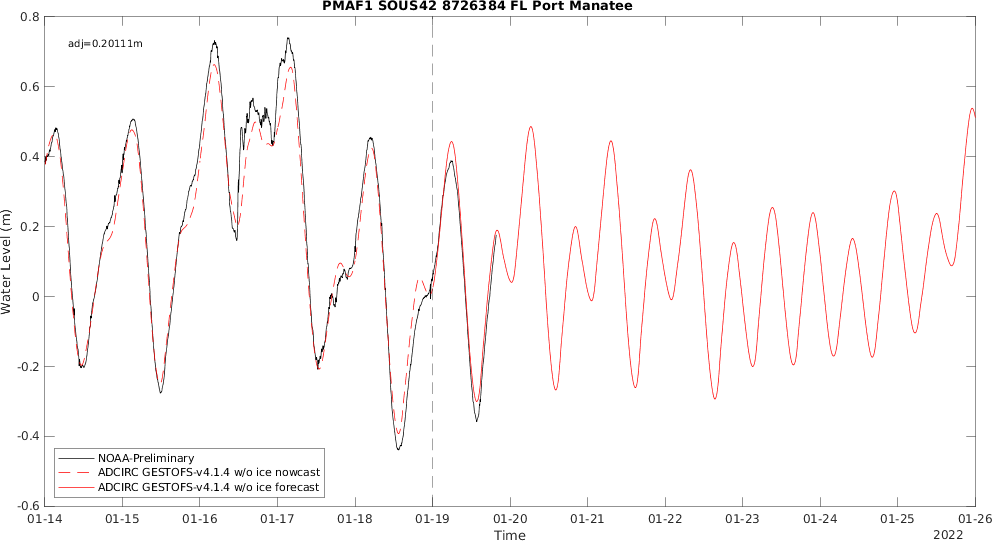 PMAF1 SOUS42 8726384 FL Port Manatee
adj=0.20111m
0.8
0.6
0.4
0.2
0
-0.2
-0.4
-0.6
Water Level (m)
NOAA-Preliminary
ADCIRC GESTOFS-v4.1.4 w/o ice nowcast
ADCIRC GESTOFS-v4.1.4 w/o ice forecast
01-14 01-15 01-16 01-17 01-18 01-19 01-20 01-21 01-22 01-23 01-24 01-25 01-26
Time
2022